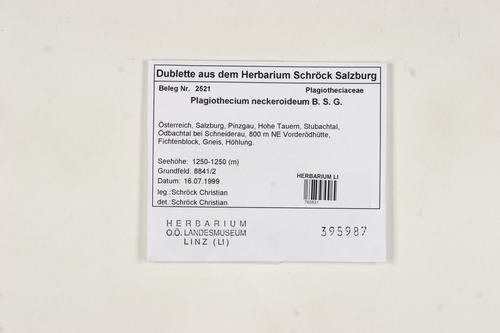 Dublette aus dem Herbarium Schröck Salzburg
Beleg Nr. 2521 Plagiotheciaceae
Plagiothecium neckeroideum B. S. G.
Österreich, Salzburg, Pinzgau, Hohe Tauern, Stubachtal,
Ödbachtal bei Schneiderau, 800 m NE Vorderödhütte,
Fichtenblock, Gneis, Höhlung.
Seehöhe: 1250-1250 (m)
Grundfeld: 8841/2
Datum: 16.07.1999
leg.:Schröck Christian
det.:Schröck Christian
HERBARIUM LI
HERBARIUM
O.Ö. LANDESMUSEUM
LINZ (LI)
395987